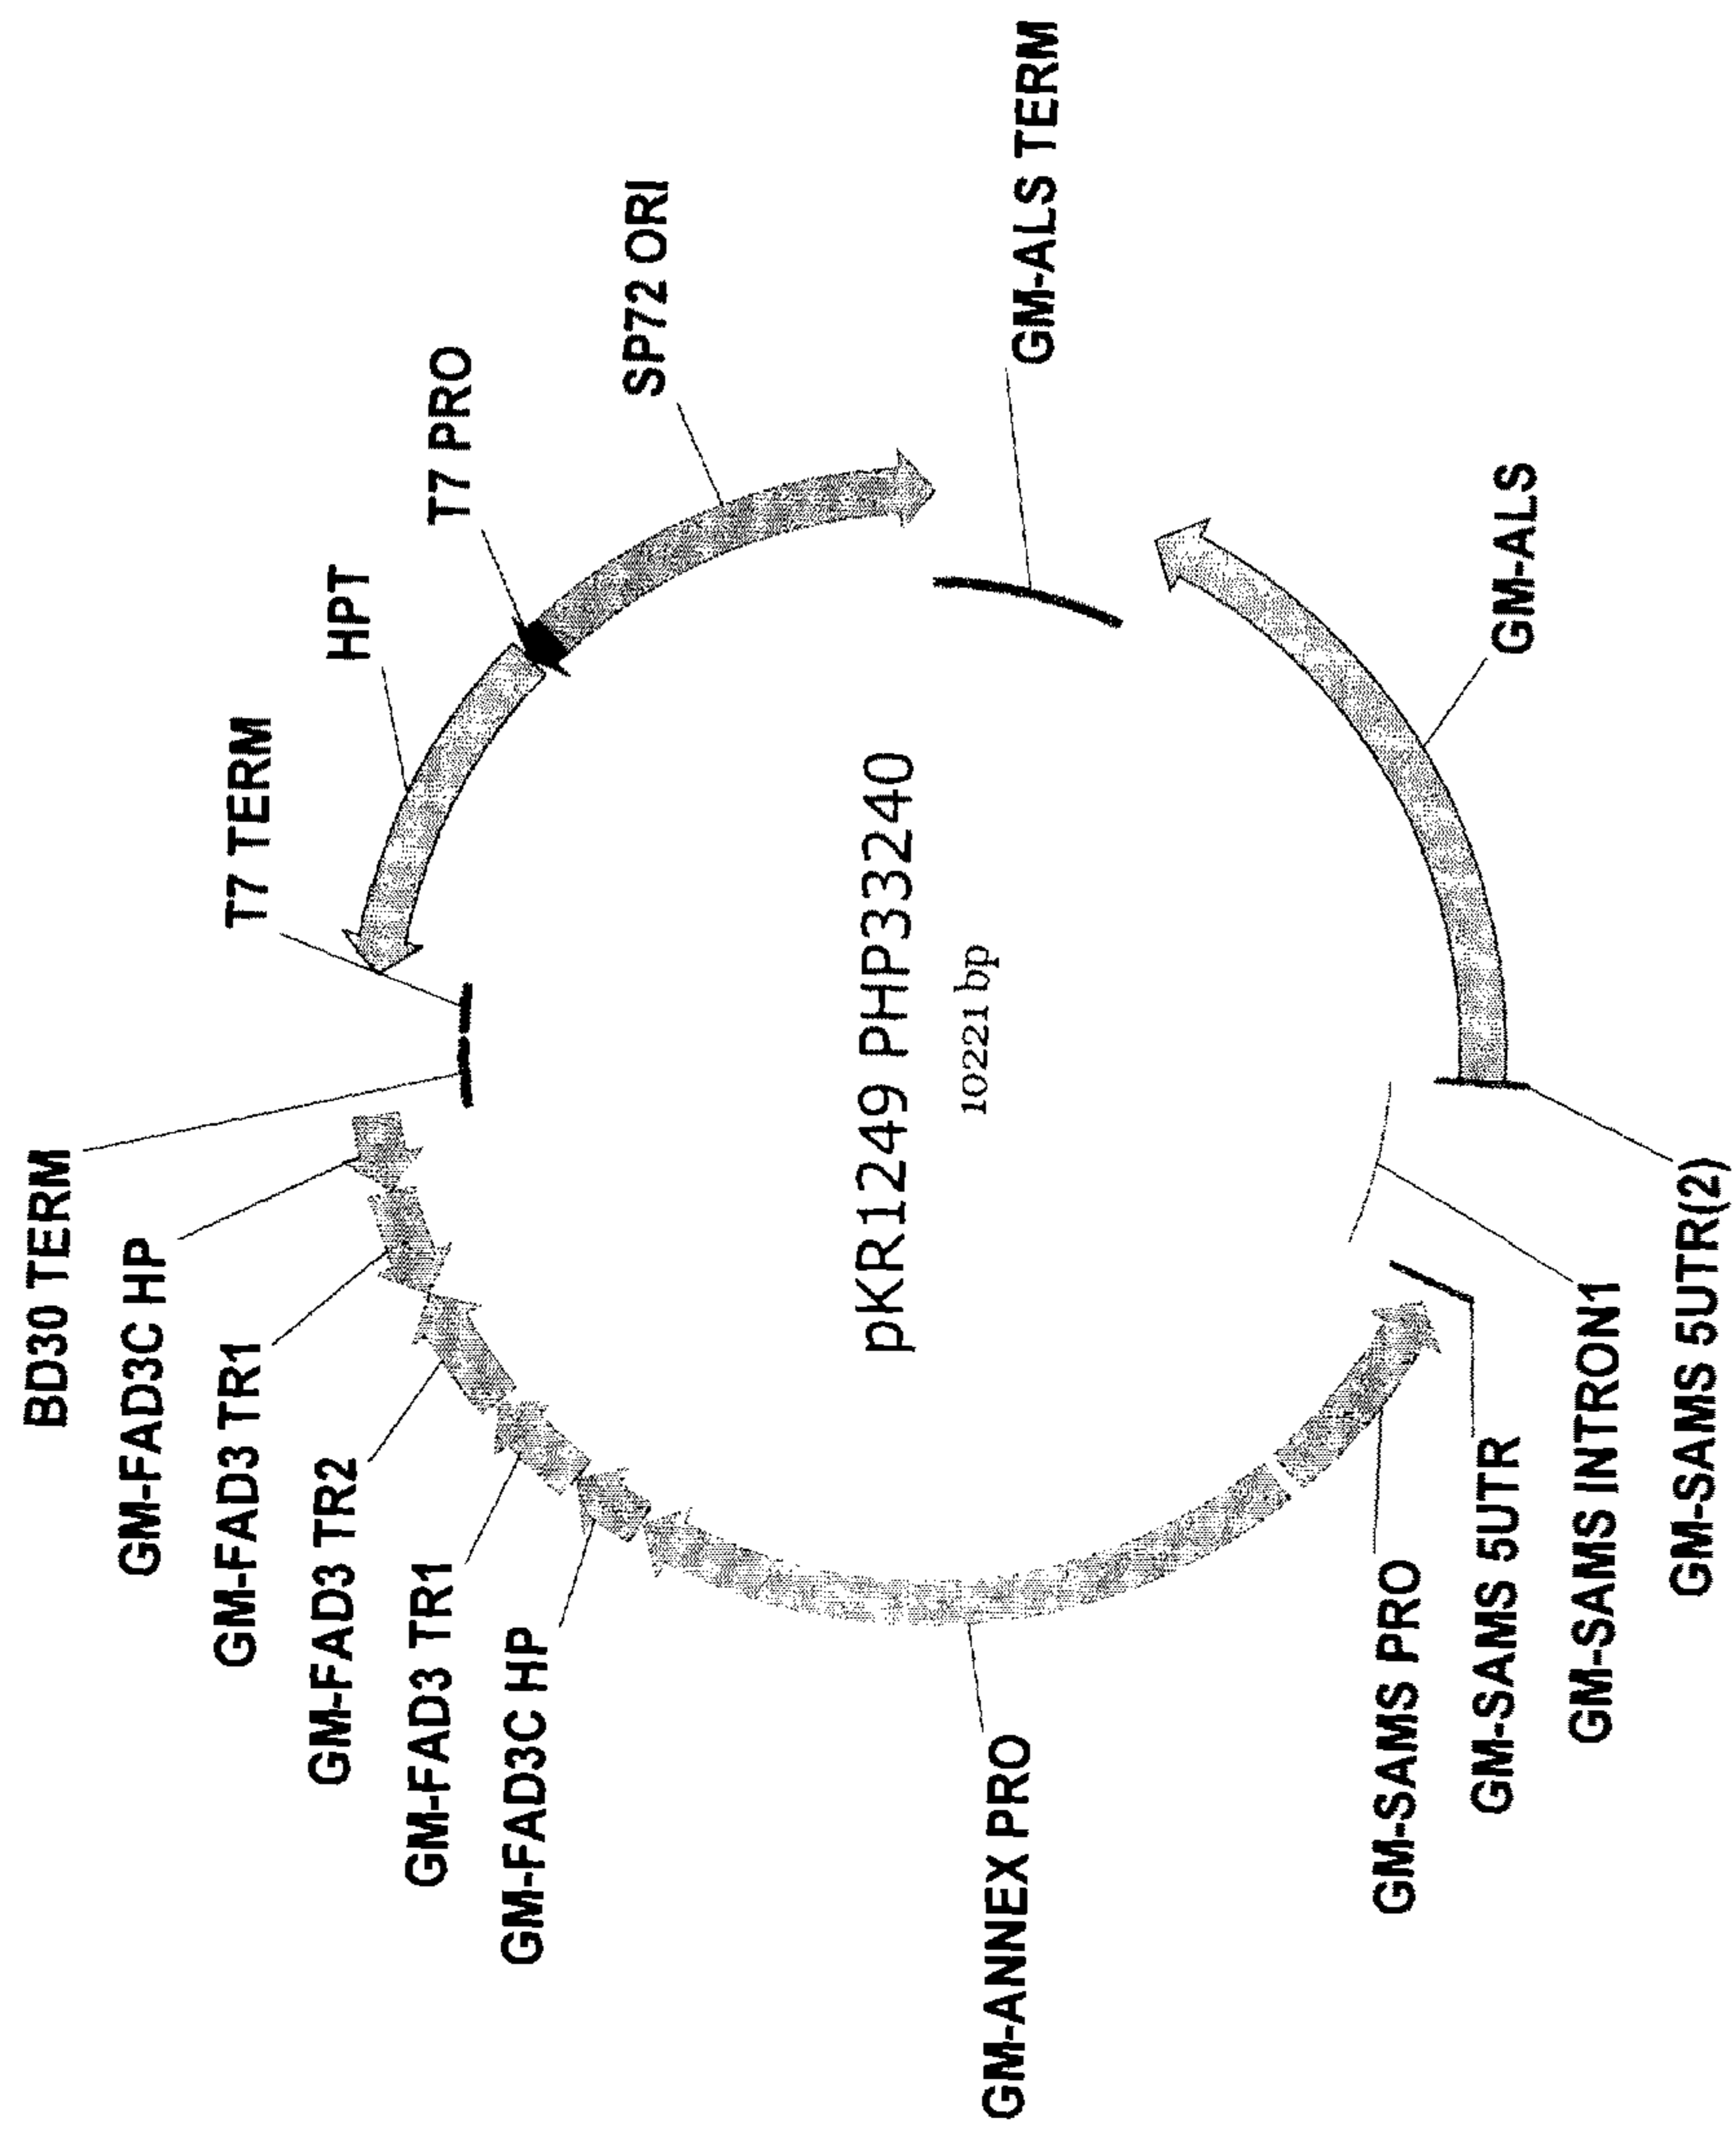 BD30 TERM
GM-FAD3C HP
GM-FAD3 TR1
GM-FAD3 TR2
GM-FAD3 TR1
GM-FAD3C HP
GM-ANNEX PRO
GM-SAMS PRO
GM-SAMS 5UTR
GM-SAMS INTRON1
GM-SAMS 5UTR(2)
pKR1249 PHP33240
10221 bp
T7 TERM
HPT
T7 PRO
SP72 ORI
GM-ALS TERM
GM-ALS